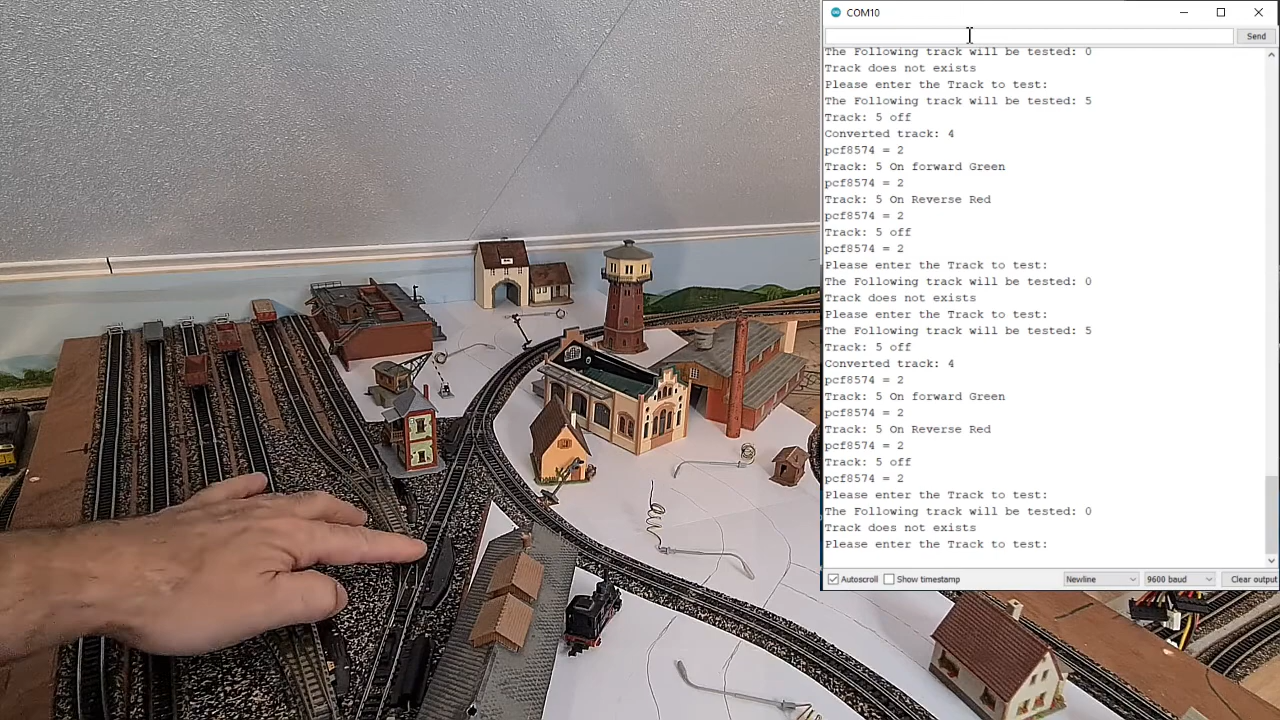 COM10
Send
The Following track will be tested: 0
Track does not exists
Please enter the Track to test:
The Following track will be tested: 5
Track: 5 off
Converted track: 4
pcf8574 = 2
Track: 5 On forward Green
pcf8574 = 2
Track: 5 On Reverse Red
pcf8574 = 2
Track: 5 off
pcf8574 = 2
Please enter the Track to test:
The Following track will be tested: 0
Track does not exists
Please enter the Track to test:
The Following track will be tested: 5
Track: 5 off
Converted track: 4
pcf8574 = 2
Track: 5 On forward Green
pcf8574 = 2
Track: 5 On Reverse Red
pcf8574 = 2
Track: 5 off
pcf8574 = 2
Please enter the Track to test:
The Following track will be tested: 0
Track does not exists
Please enter the Track to test:
Autoscroll Show timestamp Newline 9600 baud Clear output